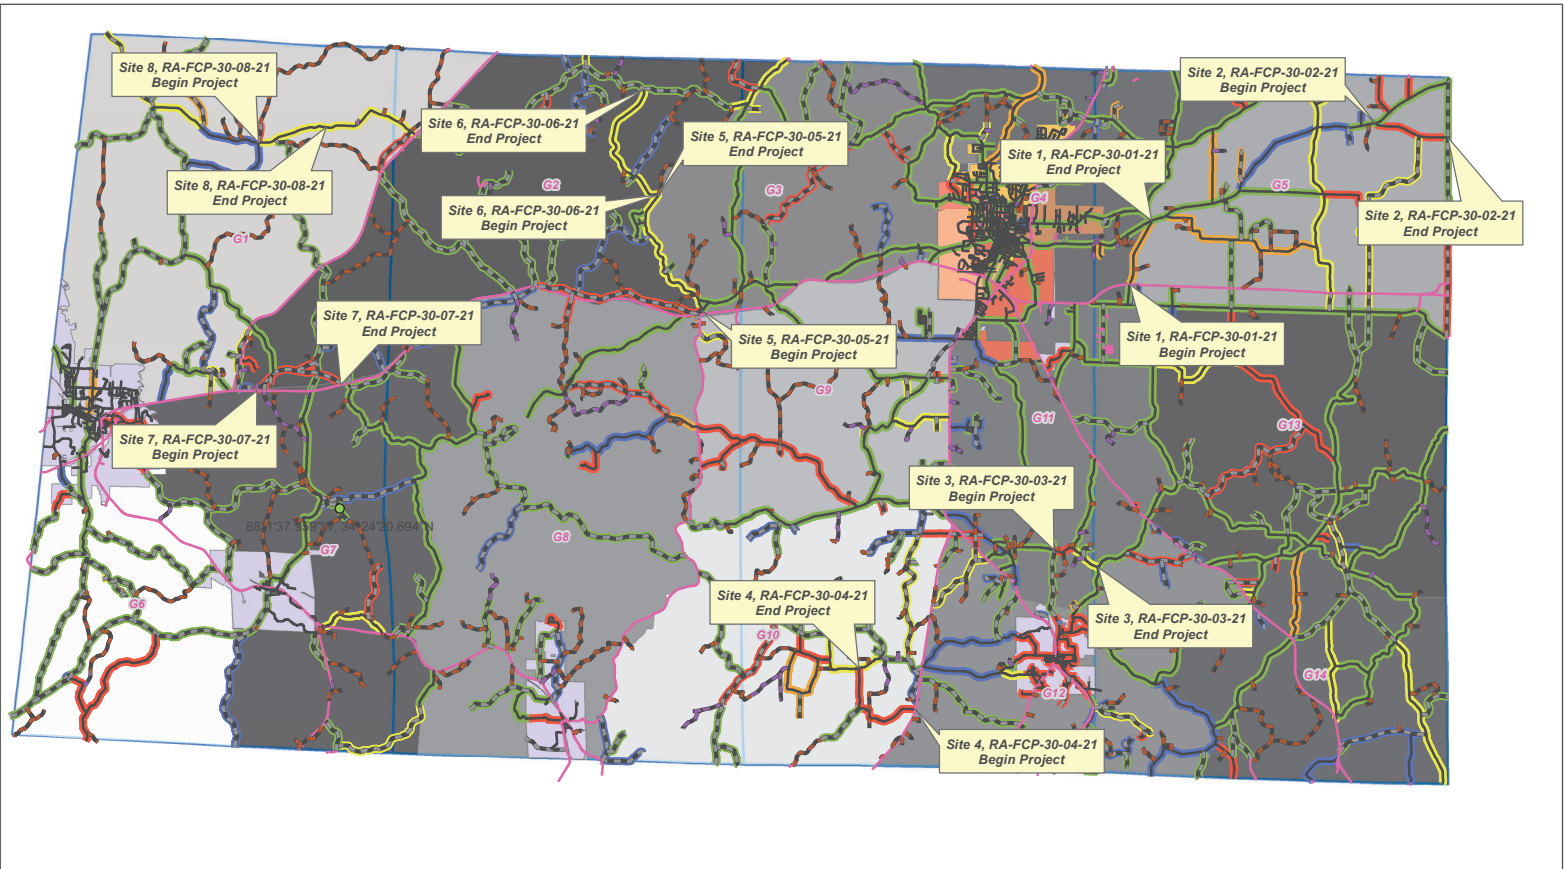 Site 8, RA-FCP-30-08-21
Begin Project
Site 2, RA-FCP-30-02-21
Begin Project
Site 6, RA-FCP-30-06-21
End Project
Site 5, RA-FCP-30-05-21
End Project
Site 1, RA-FCP-30-01-21
End Project
Site 8, RA-FCP-30-08-21
End Project
G2
G3
G4
G5
Site 6, RA-FCP-30-06-21
Begin Project
Site 2, RA-FCP-30-02-21
End Project
G1
Site 7, RA-FCP-30-07-21
End Project
Site 5, RA-FCP-30-05-21
Begin Project
Site 1, RA-FCP-30-01-21
Begin Project
G9
G11
G13
Site 7, RA-FCP-30-07-21
Begin Project
Site 3, RA-FCP-30-03-21
Begin Project
34°24'20.694"N
G7
G8
Site 4, RA-FCP-30-04-21
End Project
G6
G10
Site 3, RA-FCP-30-03-21
End Project
G14
G12
Site 4, RA-FCP-30-04-21
Begin Project